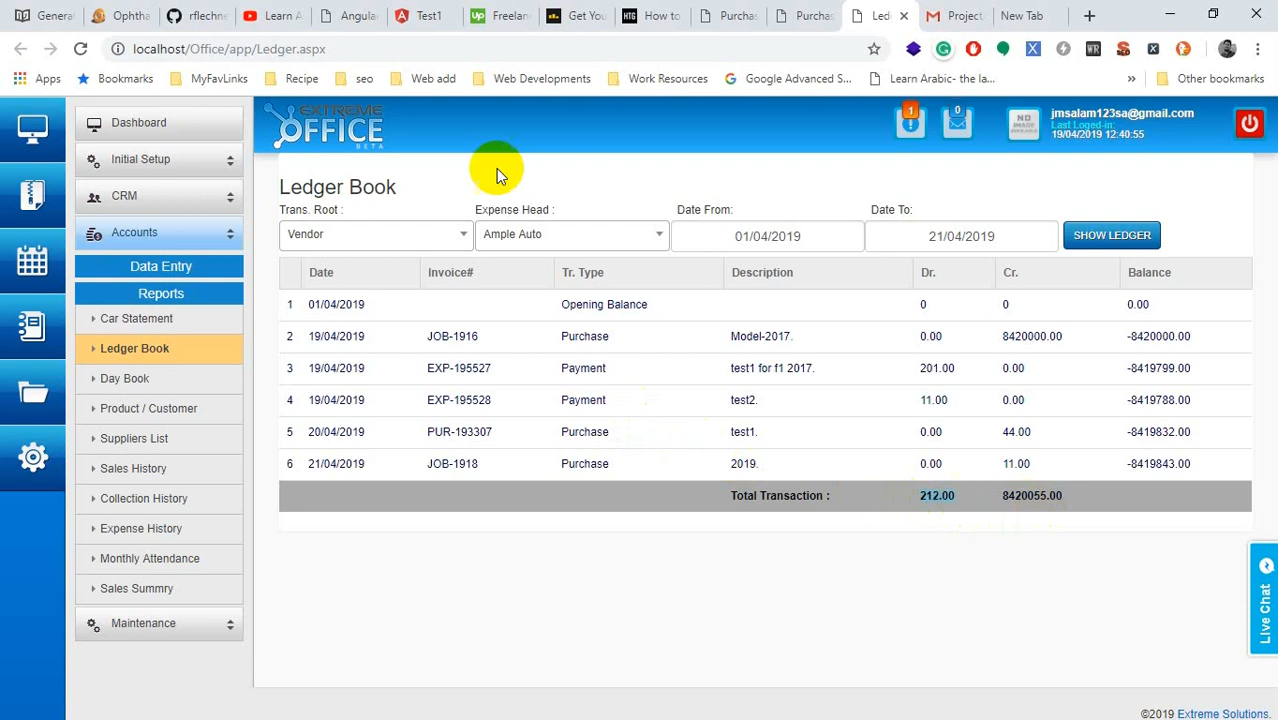 General
Ophtha
rflechne
Learn A
Angula
Test1
Freelan
Get You
How to
Purchas
Purchas
Led
Project
New Tab
localhost/Office/app/Ledger.aspx
Apps Bookmarks MyFavLinks Recipe seo Web add Web Developments Work Resources Google Advanced S... Learn Arabic- the la... » Other bookmarks
EXTREME
OFFICE
BETA
1
0
NO IMAGE AVAILABLE
jmsalam123sa@gmail.com
Last Loged-in:
19/04/2019 12:40:55
Dashboard
Initial Setup
CRM
Accounts
Data Entry
Reports
Car Statement
Ledger Book
Day Book
Product / Customer
Suppliers List
Sales History
Collection History
Expense History
Monthly Attendance
Sales Summry
Maintenance
Ledger Book
Trans. Root : Expense Head : Date From: Date To:
Vendor Ample Auto 01/04/2019 21/04/2019 SHOW LEDGER
Date Invoice# Tr. Type Description Dr. Cr. Balance
1 01/04/2019 Opening Balance 0 0 0.00
2 19/04/2019 JOB-1916 Purchase Model-2017. 0.00 8420000.00 -8420000.00
3 19/04/2019 EXP-195527 Payment test1 for f1 2017. 201.00 0.00 -8419799.00
4 19/04/2019 EXP-195528 Payment test2. 11.00 0.00 -8419788.00
5 20/04/2019 PUR-193307 Purchase test1. 0.00 44.00 -8419832.00
6 21/04/2019 JOB-1918 Purchase 2019. 0.00 11.00 -8419843.00
Total Transaction : 212.00 8420055.00
Live Chat
©2019 Extreme Solutions.